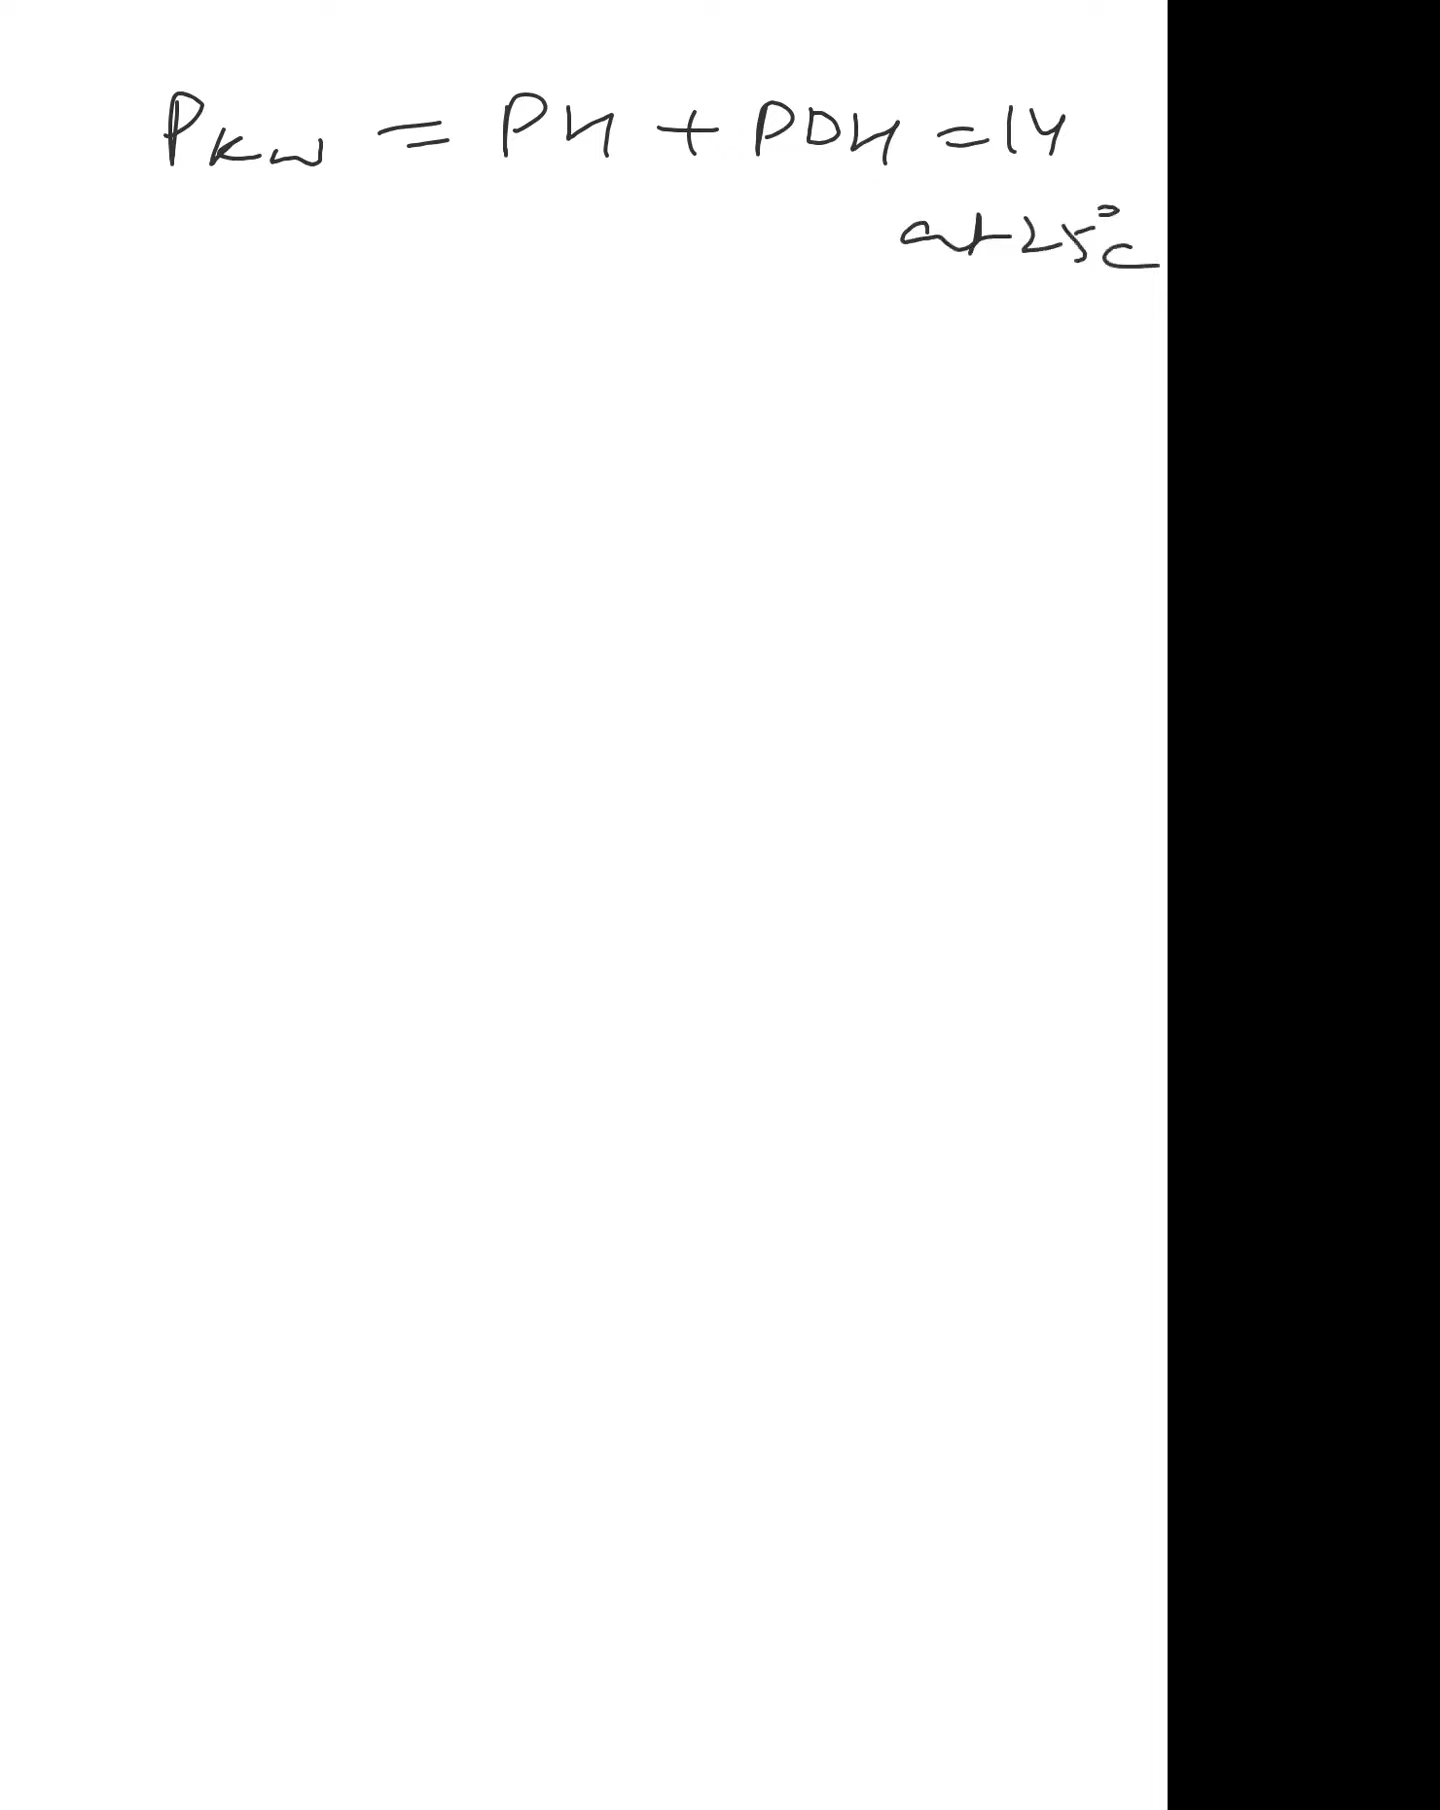 PKw = PH + POH = 14
at 25°C